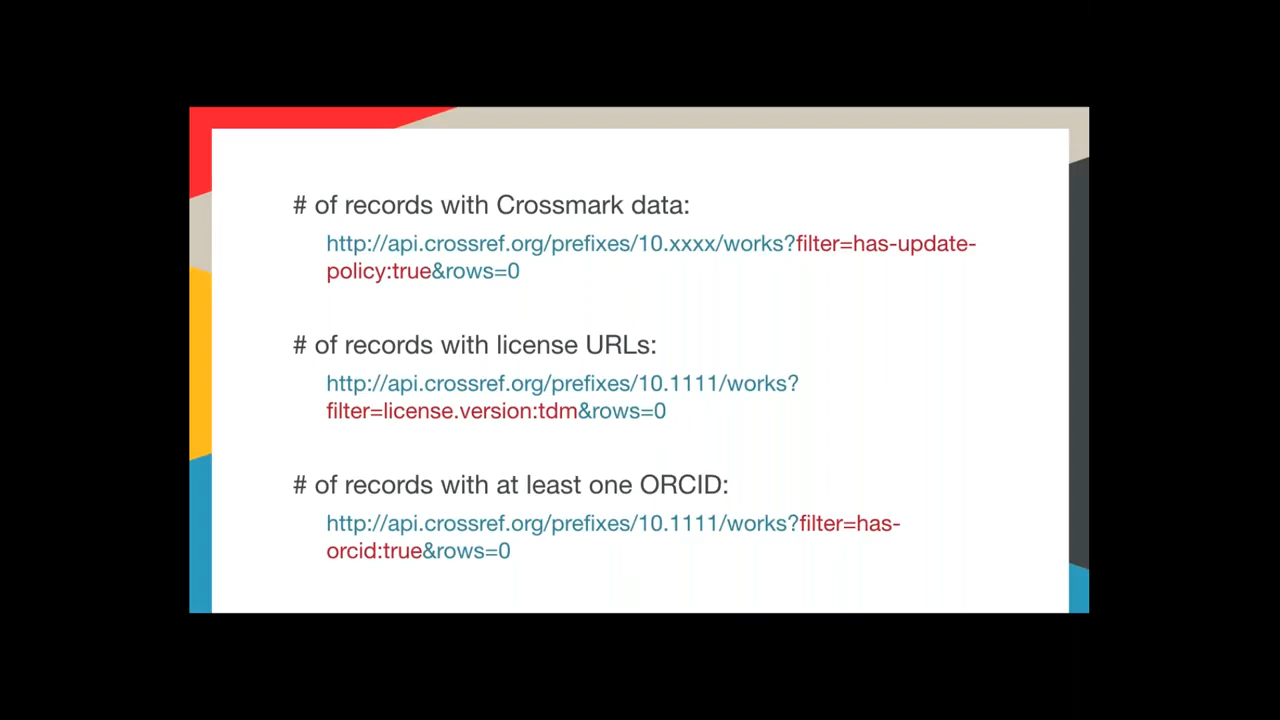 # of records with Crossmark data:
http://api.crossref.org/prefixes/10.xxxx/works?filter=has-update-
policy:true&rows=0
# of records with license URLs:
http://api.crossref.org/prefixes/10.1111/works?
filter=license.version:tdm&rows=0
# of records with at least one ORCID:
http://api.crossref.org/prefixes/10.1111/works?filter=has-
orcid:true&rows=0